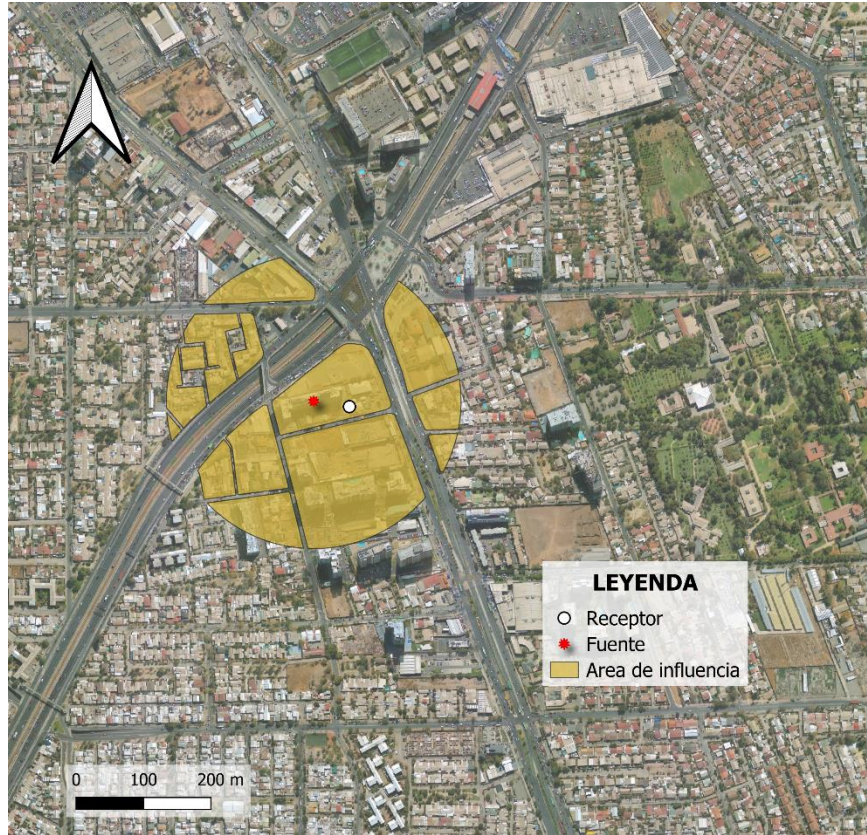 LEYENDA
Receptor
Fuente
Area de influencia
0 100 200 m